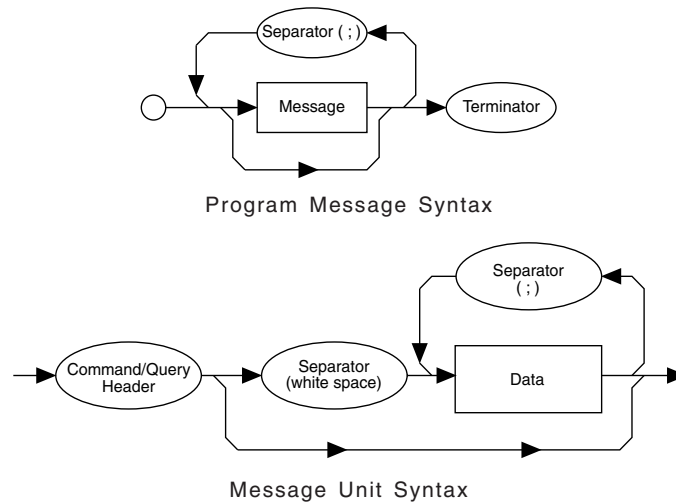 Separator ( ; )
Message
Terminator
Program Message Syntax
Separator
( ; )
Command/Query
Header
Separator
(white space)
Data
Message Unit Syntax